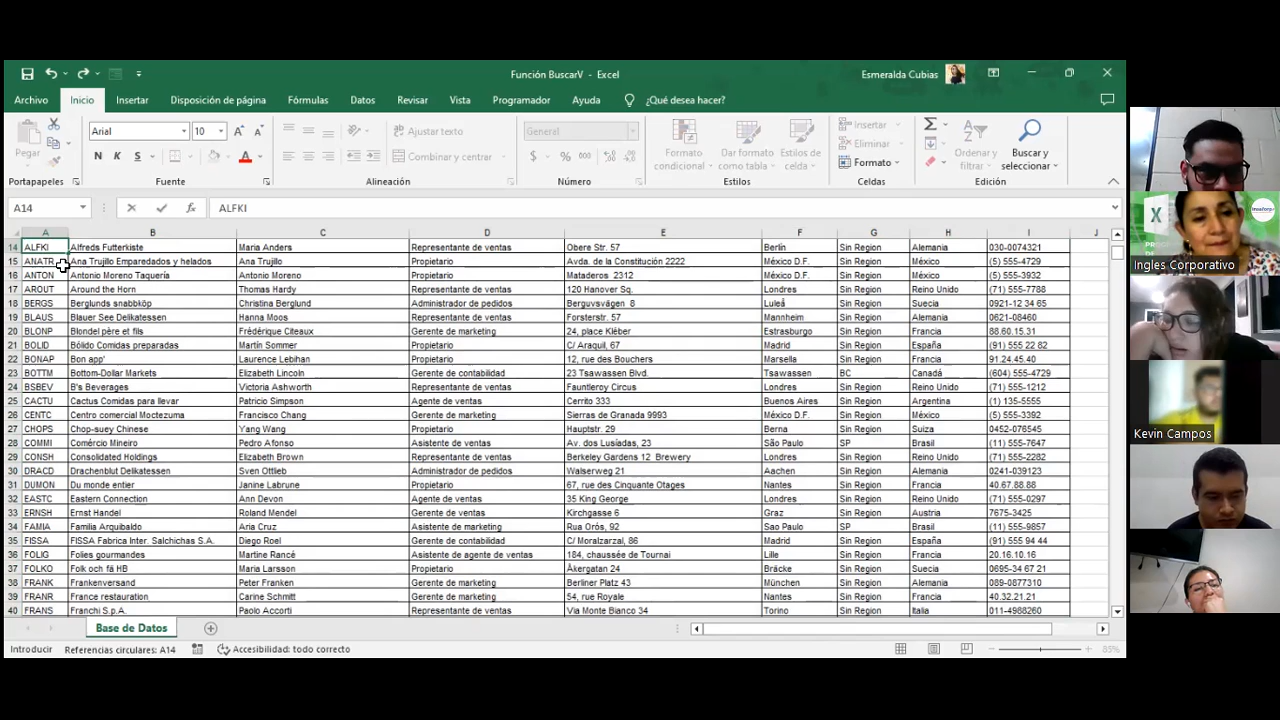 Función BuscarV - Excel
Esmeralda Cubias
Archivo Inicio Insertar Disposición de página Fórmulas Datos Revisar Vista Programador Ayuda ¿Qué desea hacer?
Pegar
Arial 10
N K S
Ajustar texto
Combinar y centrar
General
$ % 000
Formato condicional
Dar formato como tabla
Estilos de celda
Insertar
Eliminar
Formato
Ordenar y filtrar
Buscar y seleccionar
Portapapeles Fuente Alineación Número Estilos Celdas Edición
A14 fx ALFKI
A B C D E F G H I J
14 ALFKI Alfreds Futterkiste Maria Anders Representante de ventas Obere Str. 57 Berlín Sin Region Alemania 030-0074321
15 ANATR Ana Trujillo Emparedados y helados Ana Trujillo Propietario Avda. de la Constitución 2222 México D.F. Sin Region México (5) 555-4729
16 ANTON Antonio Moreno Taquería Antonio Moreno Propietario Mataderos 2312 México D.F. Sin Region México (5) 555-3932
17 AROUT Around the Horn Thomas Hardy Representante de ventas 120 Hanover Sq. Londres Sin Region Reino Unido (71) 555-7788
18 BERGS Berglunds snabbköp Christina Berglund Administrador de pedidos Berguvsvägen 8 Luleå Sin Region Suecia 0921-12 34 65
19 BLAUS Blauer See Delikatessen Hanna Moos Representante de ventas Forsterstr. 57 Mannheim Sin Region Alemania 0621-08460
20 BLONP Blondel père et fils Frédérique Citeaux Gerente de marketing 24, place Kléber Estrasburgo Sin Region Francia 88.60.15.31
21 BOLID Bólido Comidas preparadas Martín Sommer Propietario C/ Araquil, 67 Madrid Sin Region España (91) 555 22 82
22 BONAP Bon app' Laurence Lebihan Propietario 12, rue des Bouchers Marsella Sin Region Francia 91.24.45.40
23 BOTTM Bottom-Dollar Markets Elizabeth Lincoln Gerente de contabilidad 23 Tsawassen Blvd. Tsawassen BC Canadá (604) 555-4729
24 BSBEV B's Beverages Victoria Ashworth Representante de ventas Fauntleroy Circus Londres Sin Region Reino Unido (71) 555-1212
25 CACTU Cactus Comidas para llevar Patricio Simpson Agente de ventas Cerrito 333 Buenos Aires Sin Region Argentina (1) 135-5555
26 CENTC Centro comercial Moctezuma Francisco Chang Gerente de marketing Sierras de Granada 9993 México D.F. Sin Region México (5) 555-3392
27 CHOPS Chop-suey Chinese Yang Wang Propietario Hauptstr. 29 Berna Sin Region Suiza 0452-076545
28 COMMI Comércio Mineiro Pedro Afonso Asistente de ventas Av. dos Lusíadas, 23 São Paulo SP Brasil (11) 555-7647
29 CONSH Consolidated Holdings Elizabeth Brown Representante de ventas Berkeley Gardens 12 Brewery Londres Sin Region Reino Unido (71) 555-2282
30 DRACD Drachenblut Delikatessen Sven Ottlieb Administrador de pedidos Walserweg 21 Aachen Sin Region Alemania 0241-039123
31 DUMON Du monde entier Janine Labrune Propietario 67, rue des Cinquante Otages Nantes Sin Region Francia 40.67.88.88
32 EASTC Eastern Connection Ann Devon Agente de ventas 35 King George Londres Sin Region Reino Unido (71) 555-0297
33 ERNSH Ernst Handel Roland Mendel Gerente de ventas Kirchgasse 6 Graz Sin Region Austria 7675-3425
34 FAMIA Familia Arquibaldo Aria Cruz Asistente de marketing Rua Orós, 92 Sao Paulo SP Brasil (11) 555-9857
35 FISSA FISSA Fabrica Inter. Salchichas S.A. Diego Roel Gerente de contabilidad C/ Moralzarzal, 86 Madrid Sin Region España (91) 555 94 44
36 FOLIG Folies gourmandes Martine Rancé Asistente de agente de ventas 184, chaussée de Tournai Lille Sin Region Francia 20.16.10.16
37 FOLKO Folk och fä HB Maria Larsson Propietario Åkergatan 24 Bräcke Sin Region Suecia 0695-34 67 21
38 FRANK Frankenversand Peter Franken Gerente de marketing Berliner Platz 43 München Sin Region Alemania 089-0877310
39 FRANR France restauration Carine Schmitt Gerente de marketing 54, rue Royale Nantes Sin Region Francia 40.32.21.21
40 FRANS Franchi S.p.A. Paolo Accorti Representante de ventas Via Monte Bianco 34 Torino Sin Region Italia 011-4988260
Base de Datos
Introducir Referencias circulares: A14 Accesibilidad: todo correcto 85%
Ingles Corporativo
Kevin Campos